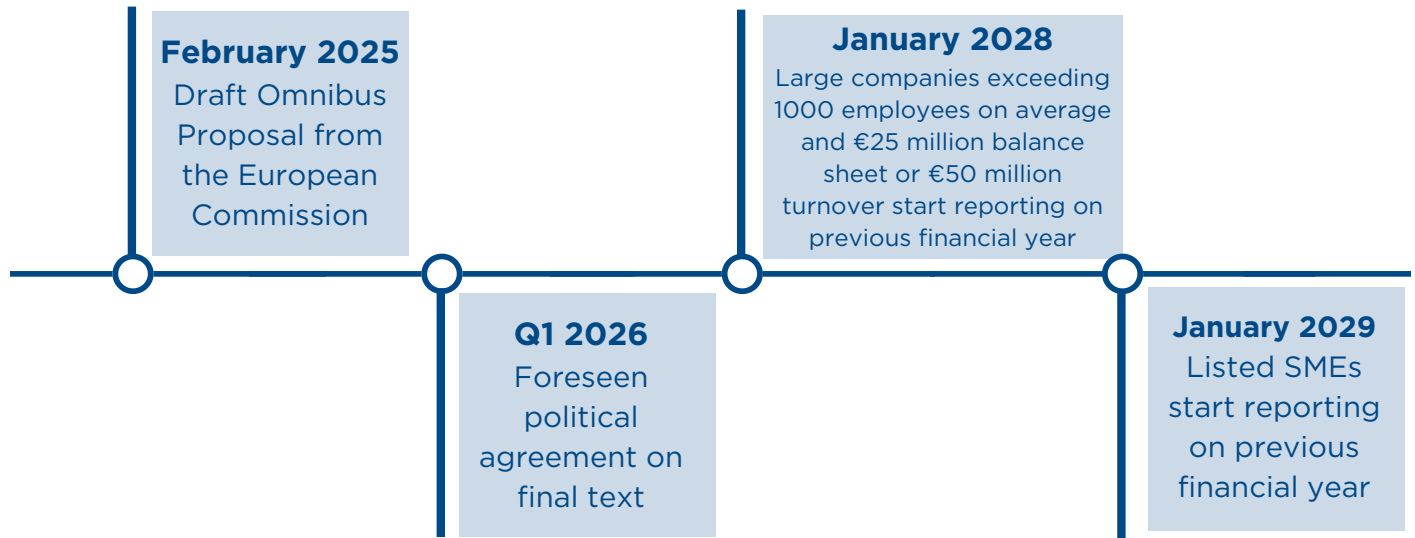 February 2025
Draft Omnibus
Proposal from
the European
Commission
Q1 2026
Foreseen
political
agreement on
final text
January 2028
Large companies exceeding
1000 employees on average
and €25 million balance
sheet or €50 million
turnover start reporting on
previous financial year
January 2029
Listed SMEs
start reporting
on previous
financial year